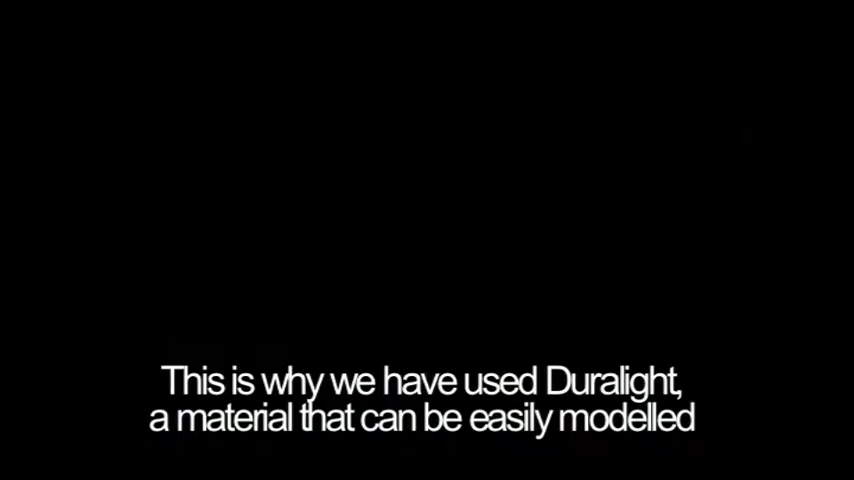 This is why we have used Duralight,
a material that can be easily modelled